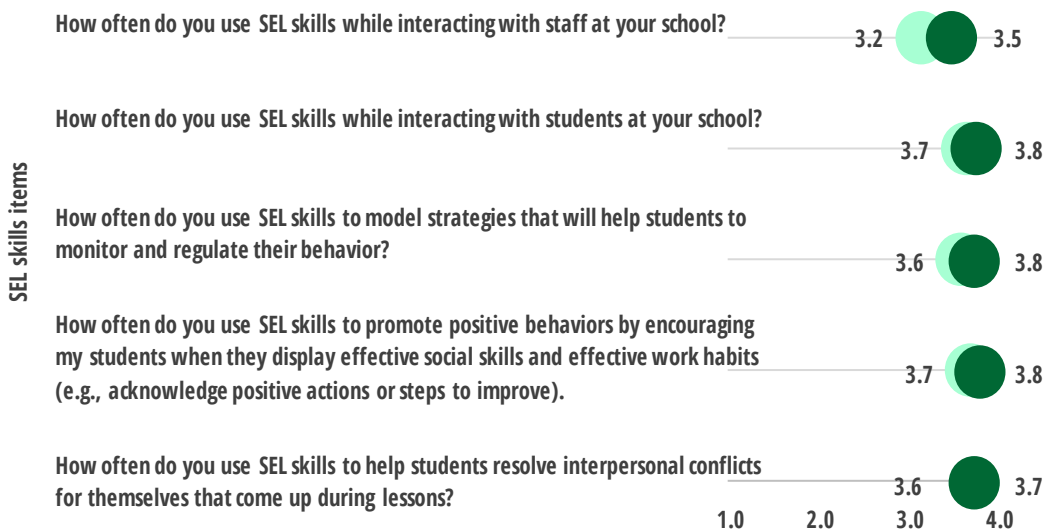 How often do you use SEL skills while interacting with staff at your school?
3.2
3.5
How often do you use SEL skills while interacting with students at your school?
3.7
3.8
SEL skills items
How often do you use SEL skills to model strategies that will help students to
monitor and regulate their behavior?
3.6
3.8
How often do you use SEL skills to promote positive behaviors by encouraging
my students when they display effective social skills and effective work habits
(e.g., acknowledge positive actions or steps to improve).
3.7
3.8
How often do you use SEL skills to help students resolve interpersonal conflicts
for themselves that come up during lessons?
3.6
3.7
1.0 2.0 3.0 4.0